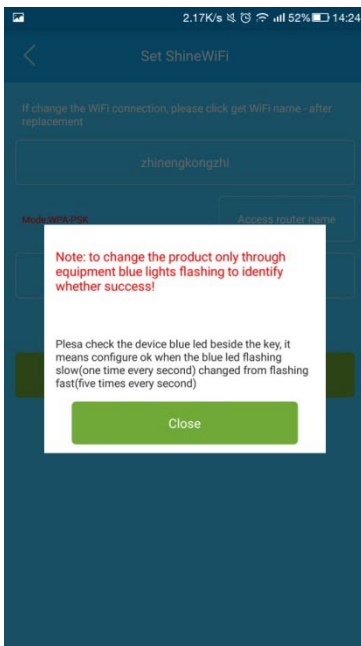 2.17K/s 52% 14:24
Set ShineWiFi
If change the WiFi connection, please click get WiFi name - after
replacement
zhinengkongzhi
Mode:WPA-PSK
Access router name
Note: to change the product only through
equipment blue lights flashing to identify
whether success!
Plesa check the device blue led beside the key, it
means configure ok when the blue led flashing
slow(one time every second) changed from flashing
fast(five times every second)
Close